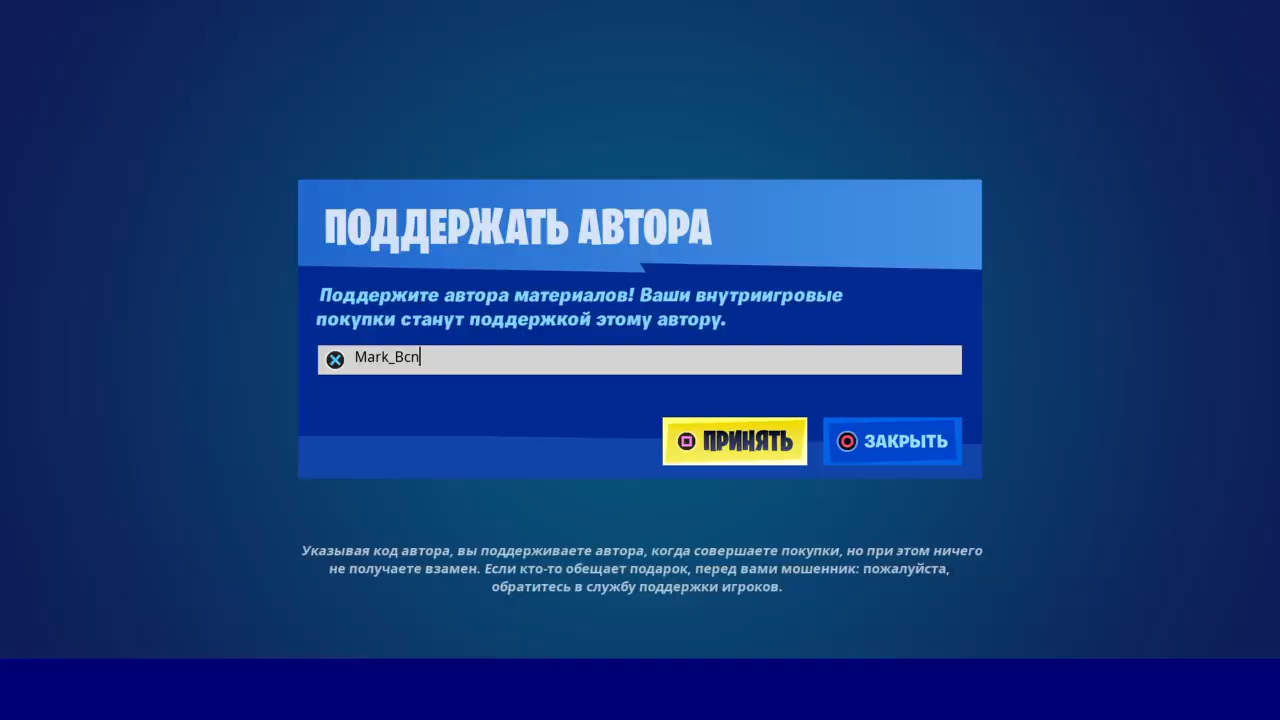 ПОДДЕРЖАТЬ АВТОРА
Поддержите автора материалов! Ваши внутриигровые
покупки станут поддержкой этому автору.
Mark_Bcn
ПРИНЯТЬ
ЗАКРЫТЬ
Указывая код автора, вы поддерживаете автора, когда совершаете покупки, но при этом ничего
не получаете взамен. Если кто-то обещает подарок, перед вами мошенник: пожалуйста,
обратитесь в службу поддержки игроков.